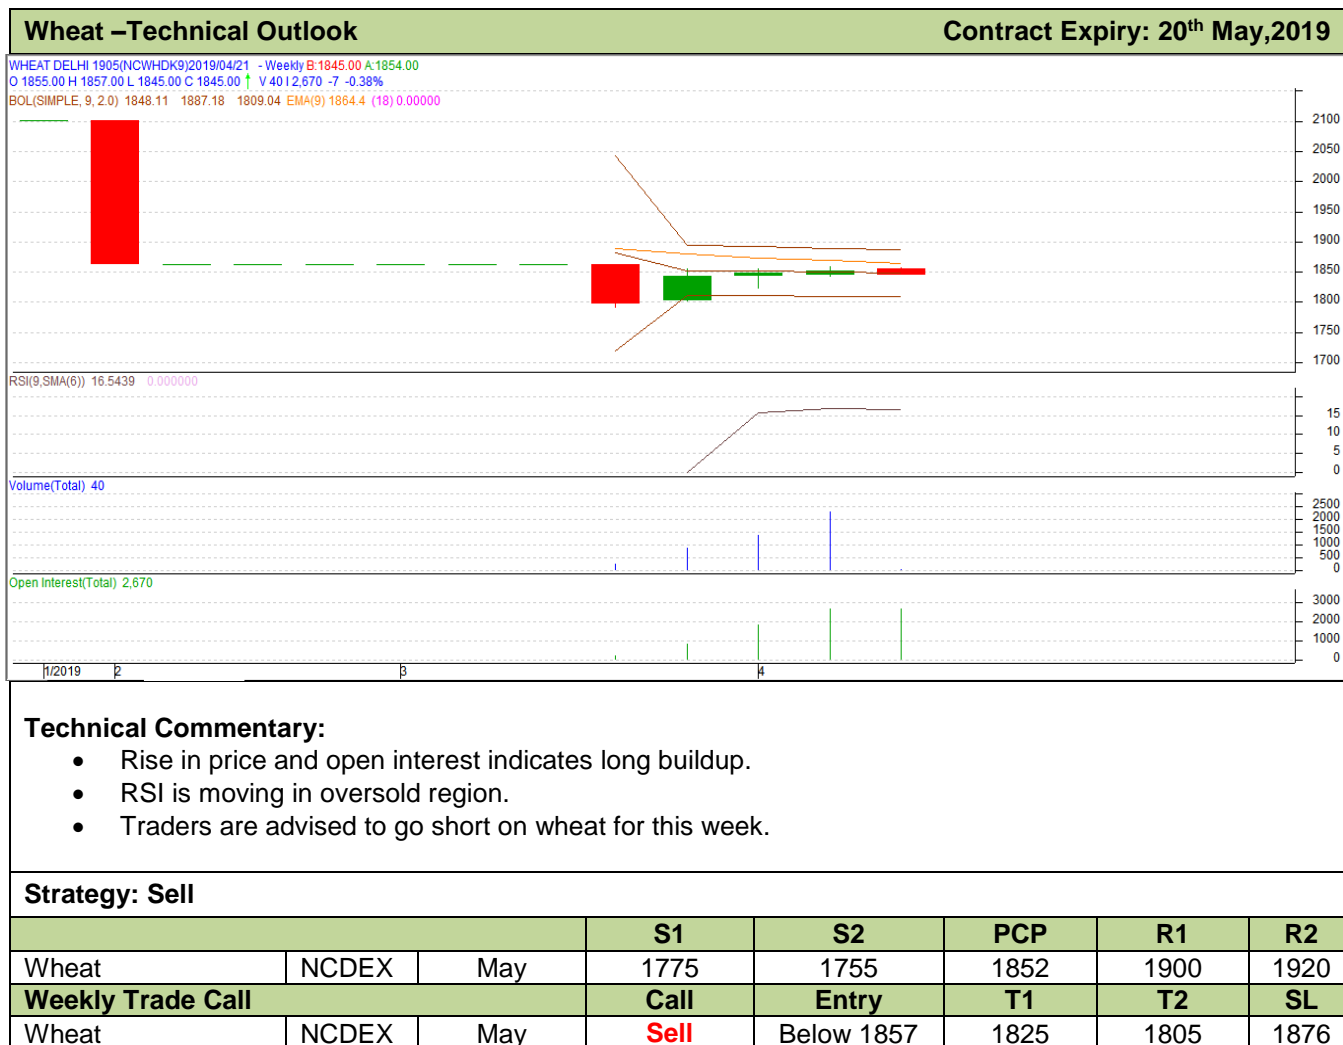 Wheat –Technical Outlook Contract Expiry: 20th May,2019
WHEAT DELHI 1905(NCWHDK9)2019/04/21 - Weekly B:1845.00 A:1854.00
O 1855.00 H 1857.00 L 1845.00 C 1845.00 V 40 I 2,670 -7 -0.38%
BOL(SIMPLE, 9, 2.0) 1848.11 1887.18 1809.04 EMA(9) 1864.4 (18) 0.00000
2100
2050
2000
1950
1900
1850
1800
1750
1700
RSI(9,SMA(6)) 16.5439 0.000000
15
10
5
0
Volume(Total) 40
2500
2000
1500
1000
500
0
Open Interest(Total) 2,670
3000
2000
1000
0
1/2019 2 3 4
Technical Commentary:
• Rise in price and open interest indicates long buildup.
• RSI is moving in oversold region.
• Traders are advised to go short on wheat for this week.
Strategy: Sell
S1 S2 PCP R1 R2
Wheat NCDEX May 1775 1755 1852 1900 1920
Weekly Trade Call Call Entry T1 T2 SL
Wheat NCDEX May Sell Below 1857 1825 1805 1876